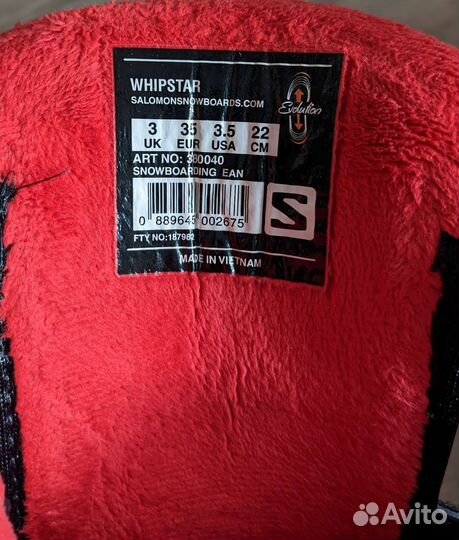 WHIPSTAR
SALOMONSNOWBOARDS.COM
Evolution
3 35 3.5 22
UK EUR USA CM
ART NO: 380040
SNOWBOARDING EAN
0 889645 002675
S
FTY NO:187982
MADE IN VIETNAM
Avito